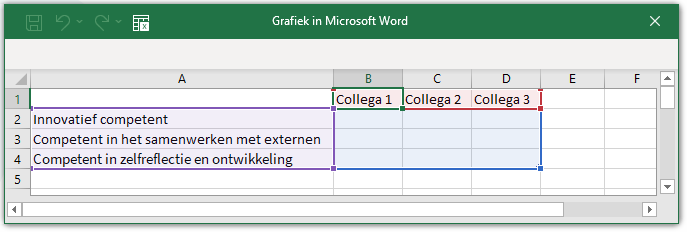 Grafiek in Microsoft Word
A B C D E F
1 Collega 1 Collega 2 Collega 3
2 Innovatief competent
3 Competent in het samenwerken met externen
4 Competent in zelfreflectie en ontwikkeling
5